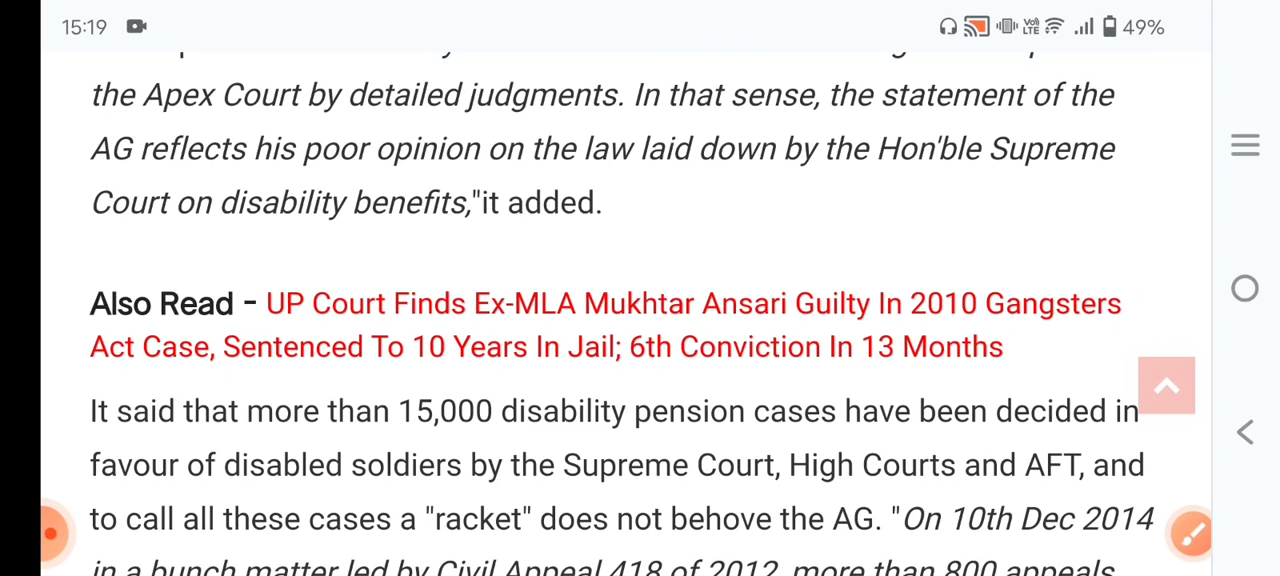 15:19 Vo) LTE 49%
the Apex Court by detailed judgments. In that sense, the statement of the
AG reflects his poor opinion on the law laid down by the Hon'ble Supreme
Court on disability benefits,"it added.
Also Read - UP Court Finds Ex-MLA Mukhtar Ansari Guilty In 2010 Gangsters
Act Case, Sentenced To 10 Years In Jail; 6th Conviction In 13 Months
It said that more than 15,000 disability pension cases have been decided in
favour of disabled soldiers by the Supreme Court, High Courts and AFT, and
to call all these cases a "racket" does not behove the AG. "On 10th Dec 2014
in a bunch matter led by Civil Appeal 418 of 2012, more than 800 appeals